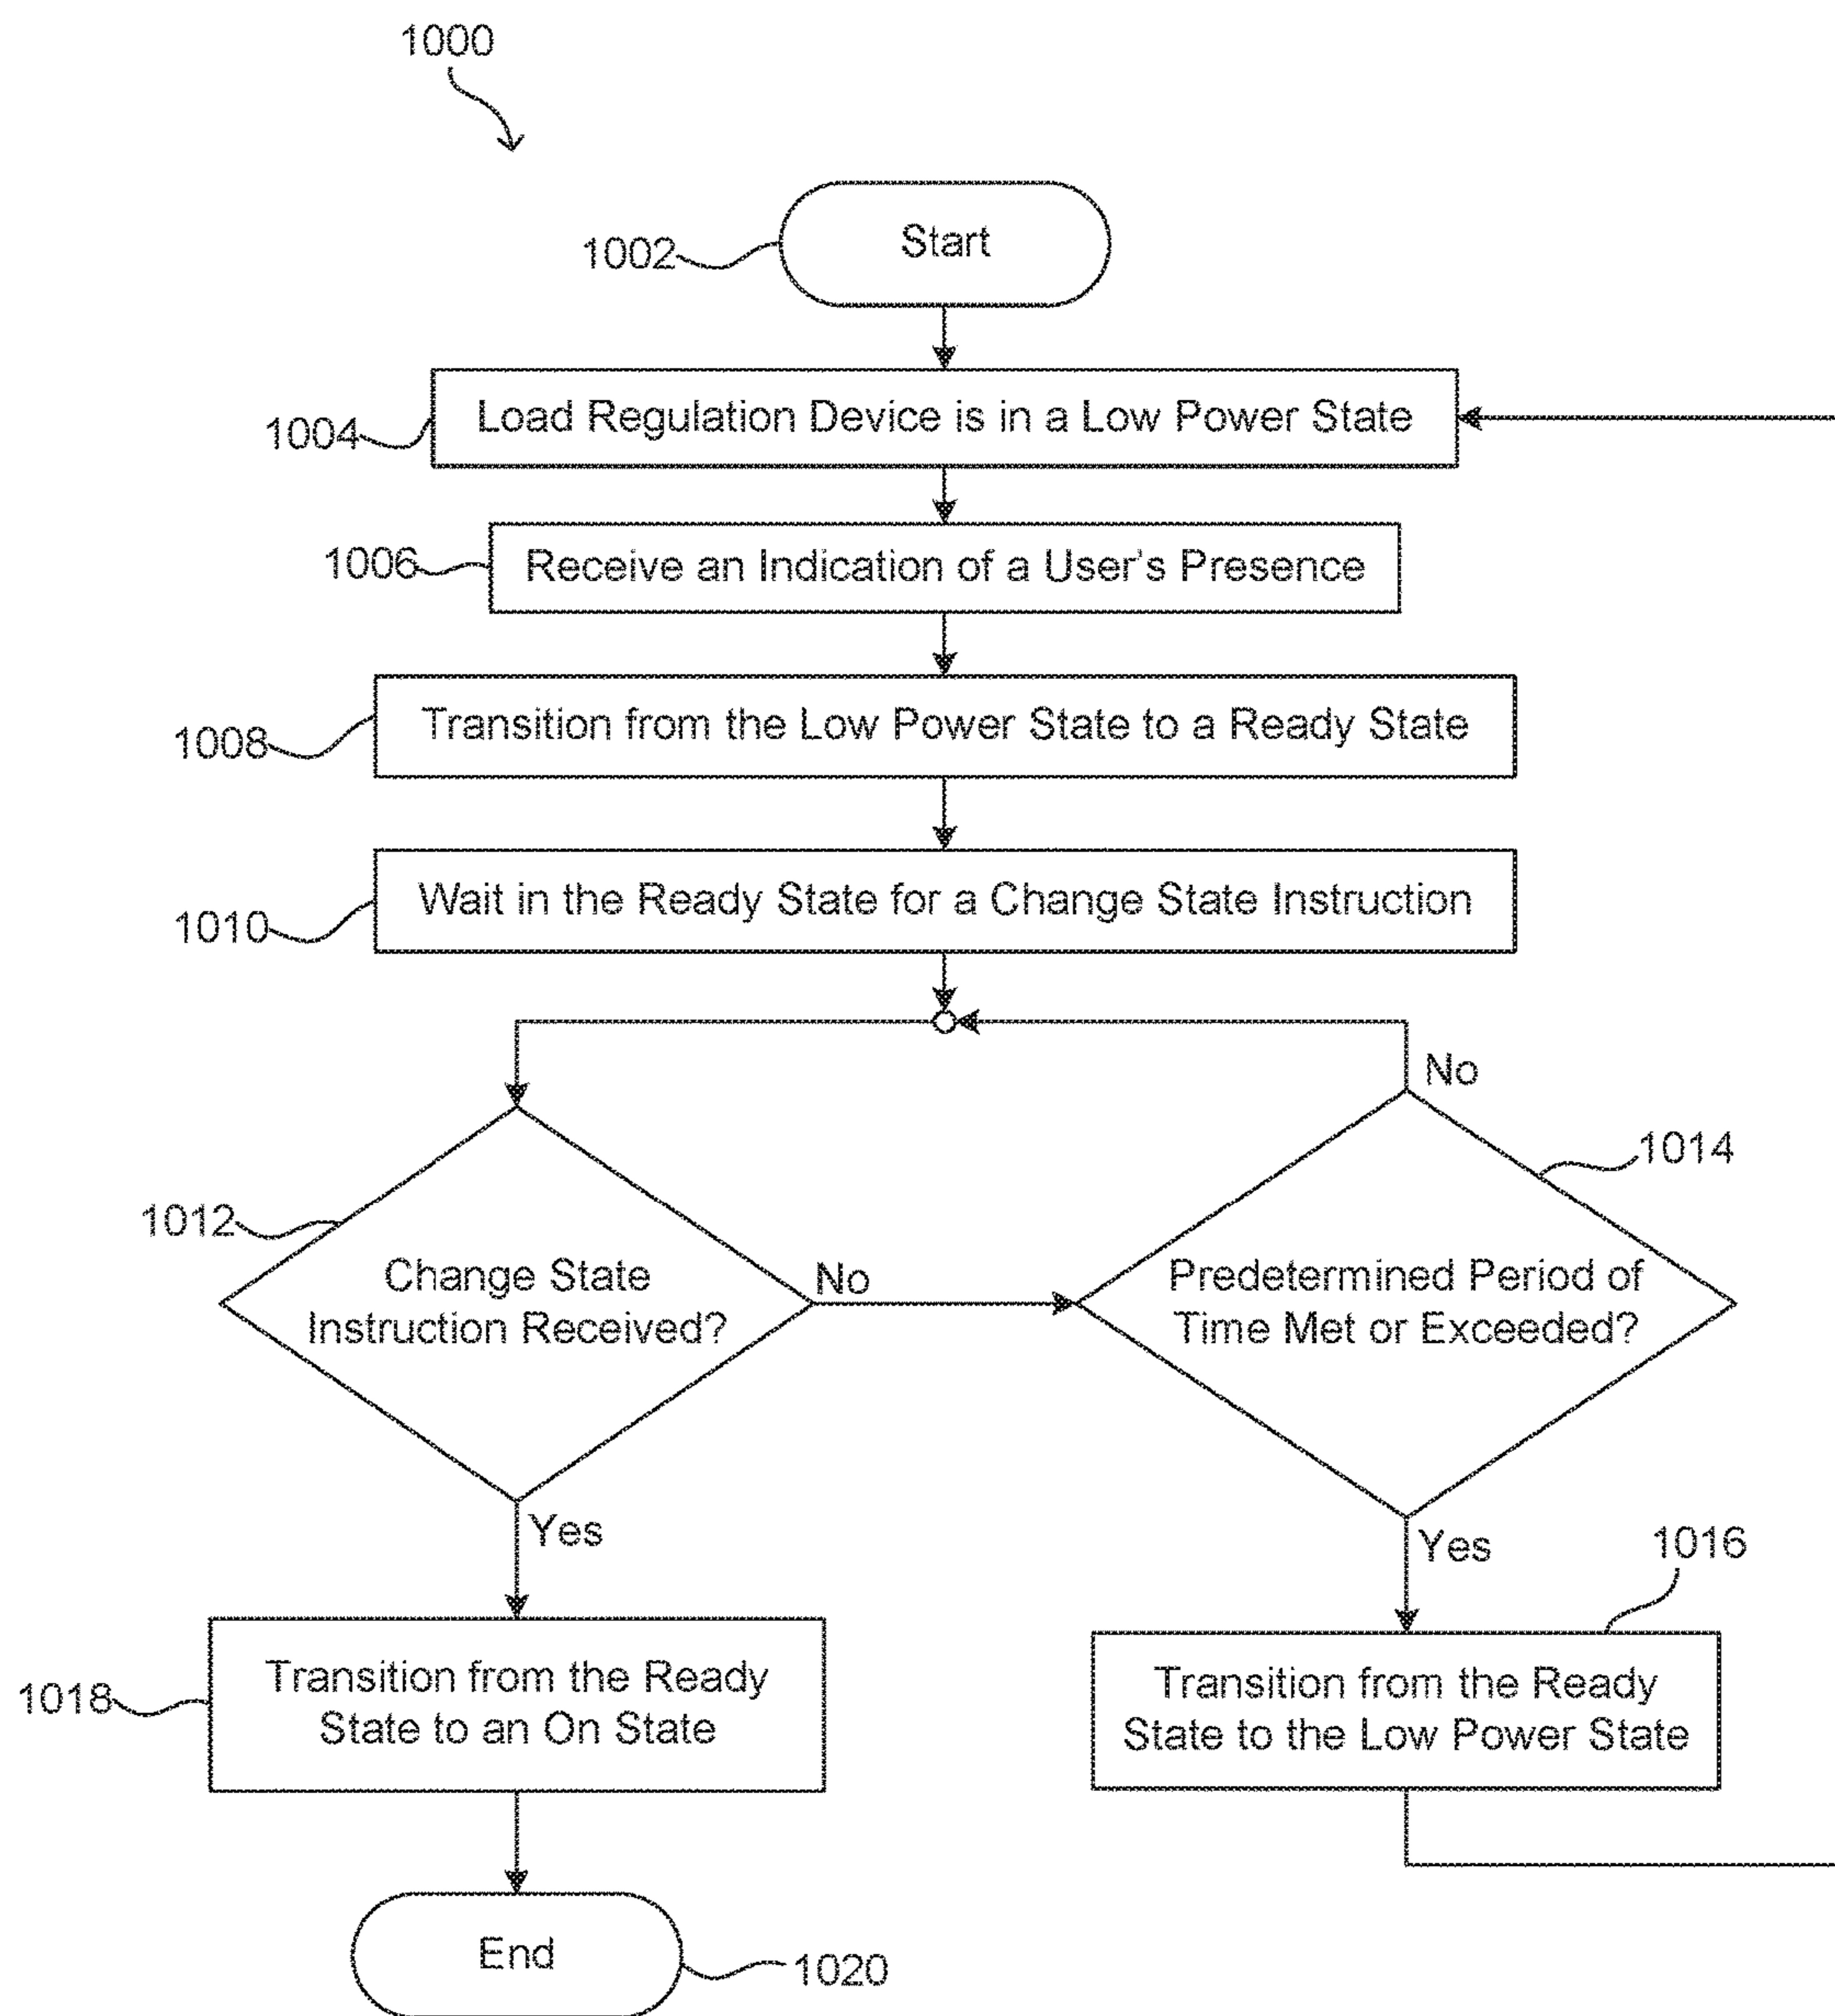 1000
1002
Start
1004
Load Regulation Device is in a Low Power State
1006
Receive an Indication of a User's Presence
1008
Transition from the Low Power State to a Ready State
1010
Wait in the Ready State for a Change State Instruction
No
1014
1012
Change State
Instruction Received?
No
Predetermined Period of
Time Met or Exceeded?
Yes
Yes
1016
1018
Transition from the Ready
State to an On State
Transition from the Ready
State to the Low Power State
End
1020